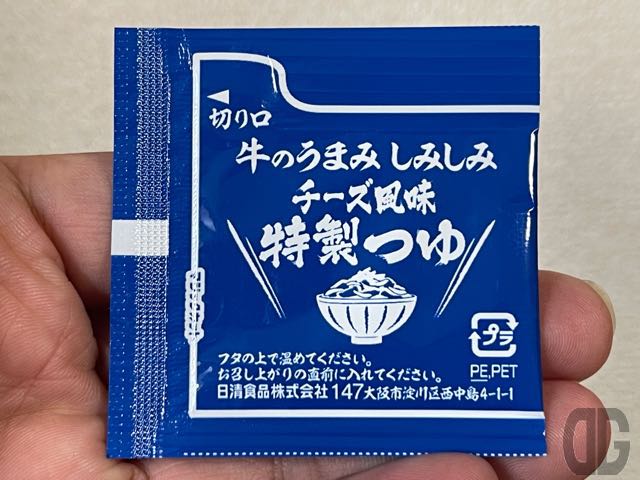 切り口
牛のうまみ しみしみ
チーズ風味
特製つゆ
プラ
PE,PET
フタの上で温めてください。
お召し上がりの直前に入れてください。
日清食品株式会社 147大阪市淀川区西中島4-1-1
DG